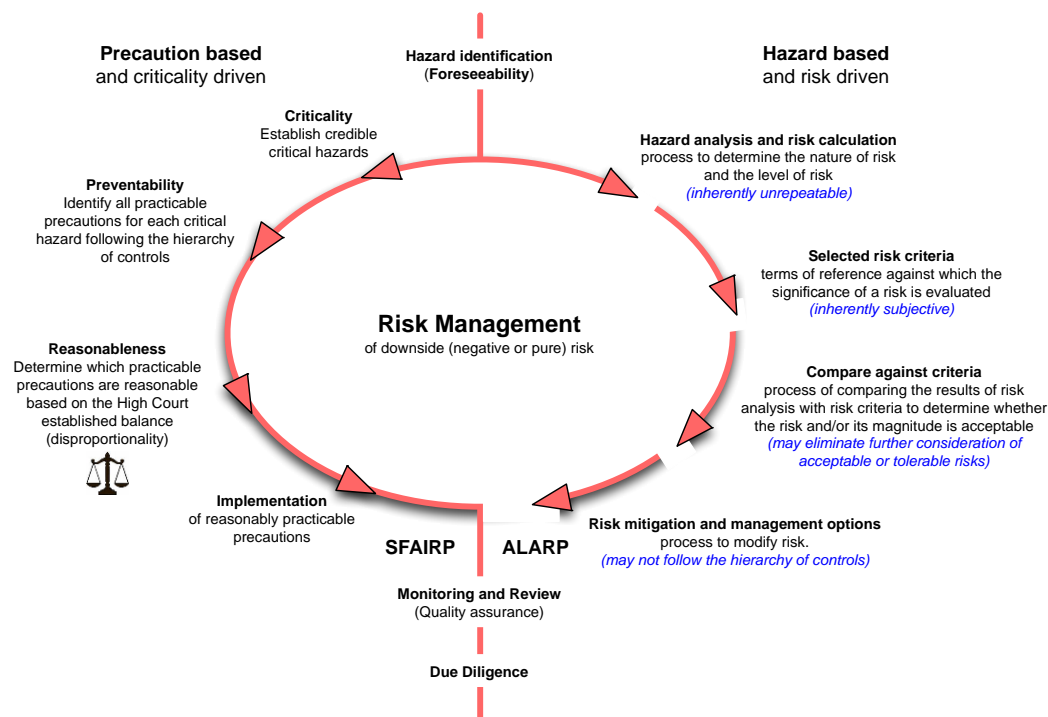 Precaution based
and criticality driven
Hazard identification
(Foreseeability)
Hazard based
and risk driven
Criticality
Establish credible
critical hazards
Preventability
Identify all practicable
precautions for each critical
hazard following the hierarchy
of controls
Reasonableness
Determine which practicable
precautions are reasonable
based on the High Court
established balance
(disproportionality)
Implementation
of reasonably practicable
precautions
Risk Management
of downside (negative or pure) risk
Hazard analysis and risk calculation
process to determine the nature of risk
and the level of risk
(inherently unrepeatable)
Selected risk criteria
terms of reference against which the
significance of a risk is evaluated
(inherently subjective)
Compare against criteria
process of comparing the results of risk
analysis with risk criteria to determine whether
the risk and/or its magnitude is acceptable
(may eliminate further consideration of
acceptable or tolerable risks)
Risk mitigation and management options
process to modify risk.
(may not follow the hierarchy of controls)
SFAIRP
ALARP
Monitoring and Review
(Quality assurance)
Due Diligence